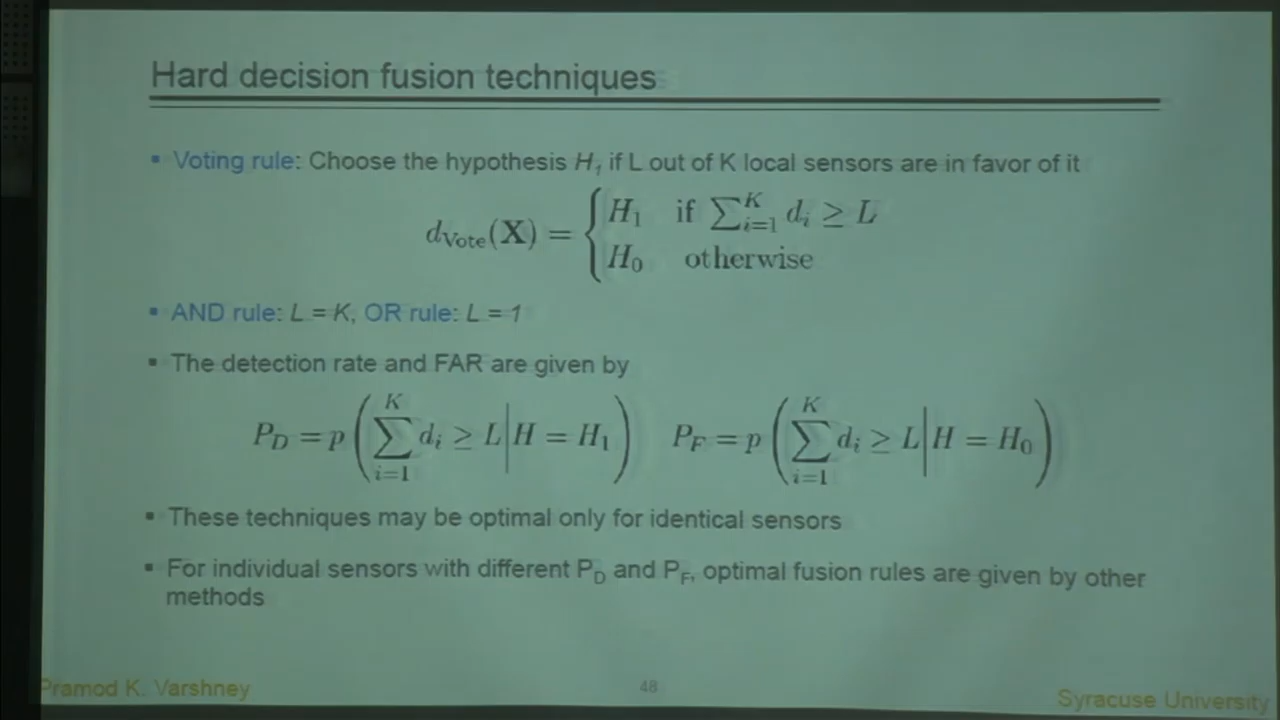 Hard decision fusion techniques
▪ Voting rule: Choose the hypothesis H₁ if L out of K local sensors are in favor of it
d_Vote(X) = { H₁ if ∑_{i=1}^{K} d_i ≥ L
H₀ otherwise
▪ AND rule: L = K, OR rule: L = 1
▪ The detection rate and FAR are given by
P_D = p( ∑_{i=1}^{K} d_i ≥ L | H = H₁ ) P_F = p( ∑_{i=1}^{K} d_i ≥ L | H = H₀ )
▪ These techniques may be optimal only for identical sensors
▪ For individual sensors with different P_D and P_F, optimal fusion rules are given by other
methods
Pramod K. Varshney 48 Syracuse University